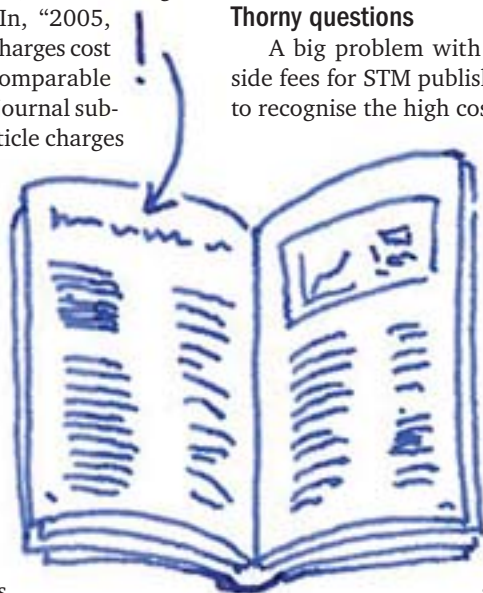 In, "2005,
harges cost
omparable
ournal sub-
ticle charges
!
Thorny questions
A big problem with
side fees for STM publish
to recognise the high cos